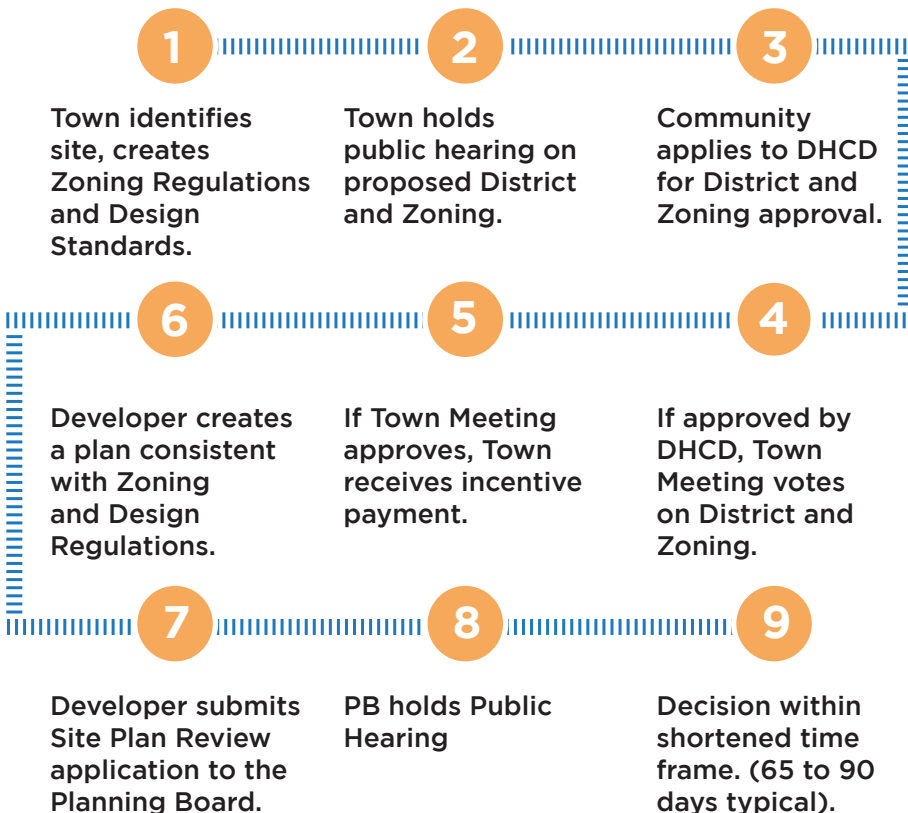 1
Town identifies
site, creates
Zoning Regulations
and Design
Standards.
2
Town holds
public hearing on
proposed District
and Zoning.
3
Community
applies to DHCD
for District and
Zoning approval.
4
If approved by
DHCD, Town
Meeting votes
on District and
Zoning.
5
If Town Meeting
approves, Town
receives incentive
payment.
6
Developer creates
a plan consistent
with Zoning
and Design
Regulations.
7
Developer submits
Site Plan Review
application to the
Planning Board.
8
PB holds Public
Hearing
9
Decision within
shortened time
frame. (65 to 90
days typical).